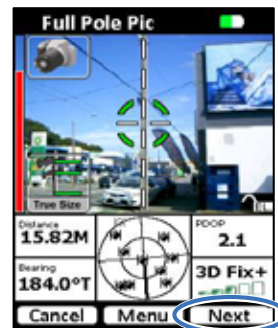 Full Pole Pic
True Size
Distance
15.82M
PDOP
2.1
Bearing
184.0°T
3D Fix+
Cancel
Menu
Next